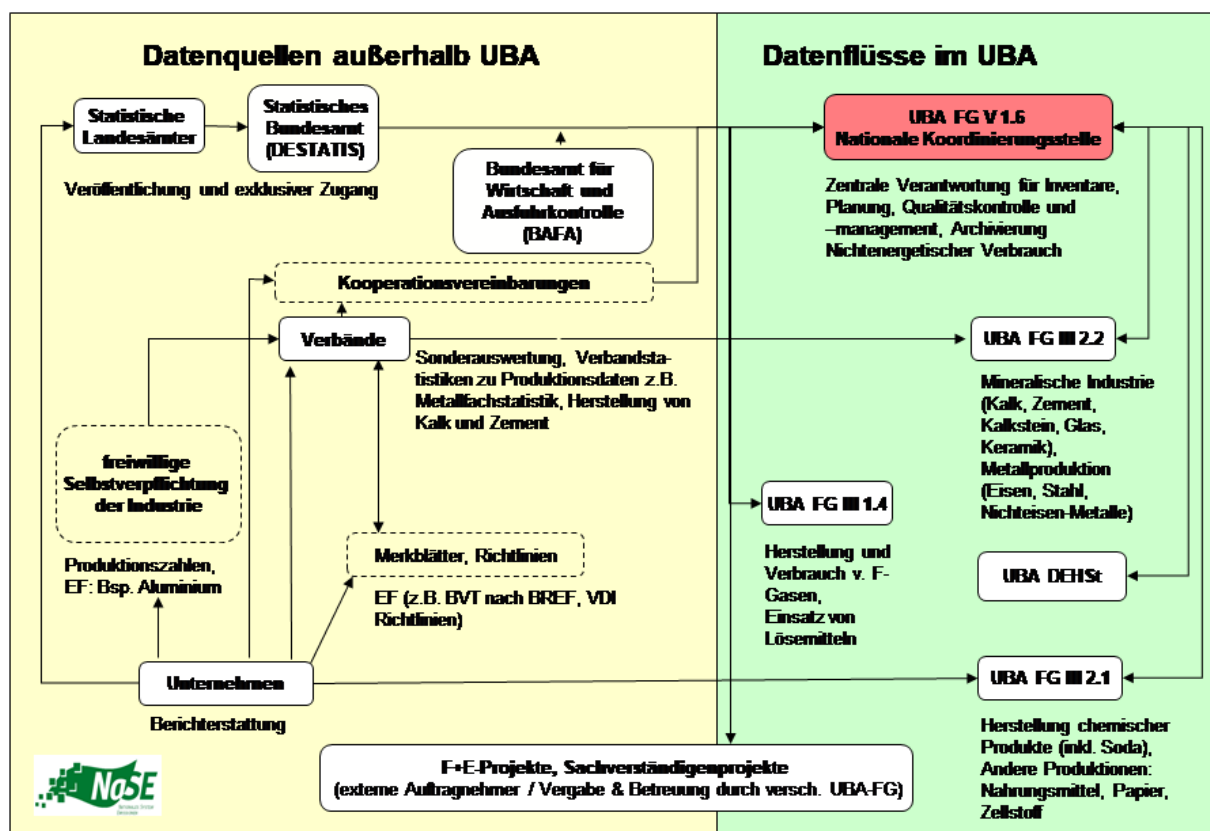 Datenquellen außerhalb UBA
Statistische
Landesämter
Statistisches
Bundesamt
(DESTATIS)
Veröffentlichung und exklusiver Zugang
Bundesamt für
Wirtschaft und
Ausfuhrkontrolle
(BAFA)
Kooperationsvereinbarungen
Verbände
Sonderauswertung, Verbandsta-
tistiken zu Produktionsdaten z.B.
Metallfachstatistik, Herstellung von
Kalk und Zement
freiwillige
Selbstverpflichtung
der Industrie
Produktionszahlen,
EF: Bsp. Aluminium
Merkblätter, Richtlinien
EF (z.B. BVT nach BREF, VDI
Richtlinien)
Unternehmen
Berichterstattung
F+E-Projekte, Sachverständigenprojekte
(externe Auftragnehmer / Vergabe & Betreuung durch versch. UBA-FG)
NaSE
Datenflüsse im UBA
UBA FG V 1.6
Nationale Koordinierungsstelle
Zentrale Verantwortung für Inventare,
Planung, Qualitätskontrolle und
–management, Archivierung
Nichtenergetischer Verbrauch
UBA FG III 2.2
Mineralische Industrie
(Kalk, Zement,
Kalkstein, Glas,
Keramik),
Metallproduktion
(Eisen, Stahl,
Nichteisen-Metalle)
UBA FG III 1.4
Herstellung und
Verbrauch v. F-
Gasen,
Einsatz von
Lösemitteln
UBA DEHSt
UBA FG III 2.1
Herstellung chemischer
Produkte (inkl. Soda),
Andere Produktionen:
Nahrungsmittel, Papier,
Zellstoff